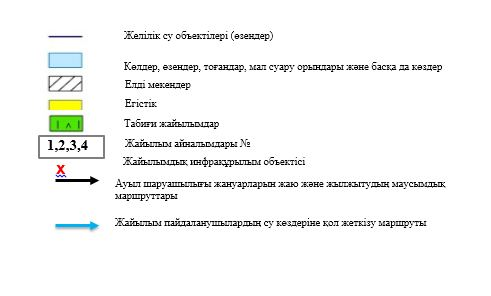 Желілік су объектілері (өзендер)
Көлдер, өзендер, тоғандар, мал суару орындары және басқа да көздер
Елді мекендер
Егістік
Табиғи жайылымдар
1,2,3,4 Жайылым айналымдары №
Жайылымдық инфрақұрылым объектісі
X
Ауыл шаруашылығы жануарларын жаю және жылжытудың маусымдық
маршруттары
Жайылым пайдаланушылардың су көздеріне қол жеткізу маршруты